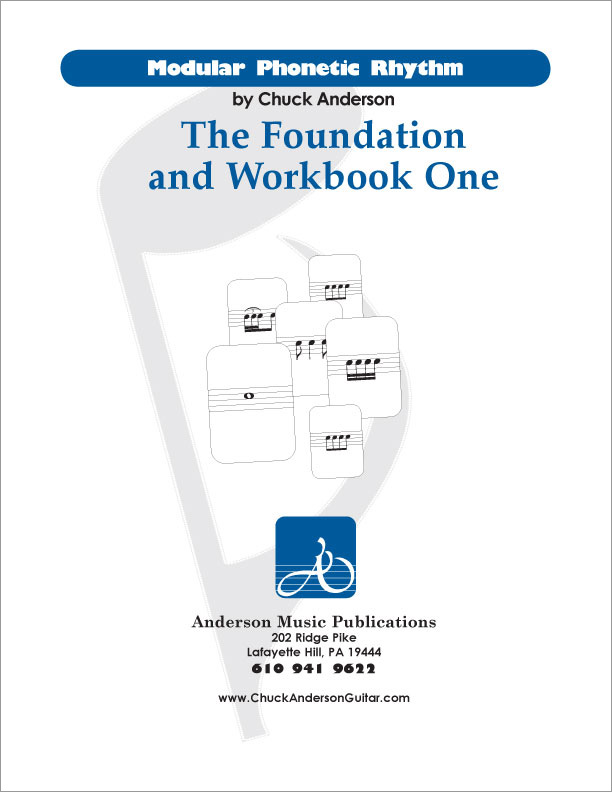 Modular Phonetic Rhythm
by Chuck Anderson
The Foundation
and Workbook One
Anderson Music Publications
202 Ridge Pike
Lafayette Hill, PA 19444
610 941 9622
www.ChuckAndersonGuitar.com